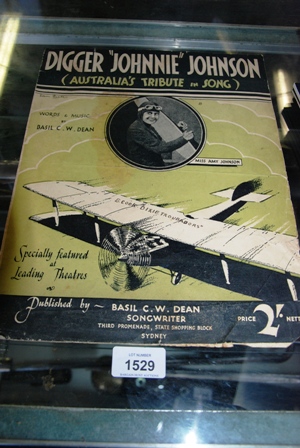 DIGGER "JOHNNIE" JOHNSON
(AUSTRALIA'S TRIBUTE IN SONG)
WORDS & MUSIC
BY
BASIL C. W. DEAN
MISS AMY JOHNSON
Specially featured
at
Leading Theatres
Published by ~
BASIL C. W. DEAN
SONGWRITER
THIRD PROMENADE, STATE SHOPPING BLOCK
SYDNEY
PRICE 2/- NETT
LOT NUMBER
1529